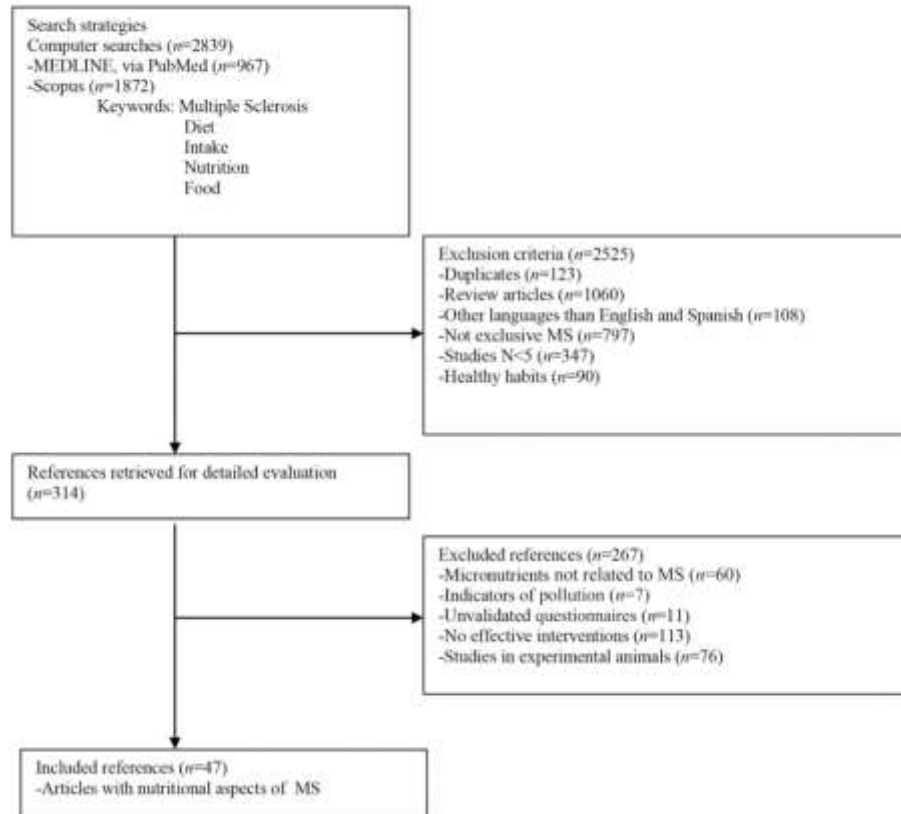 Search strategies
Computer searches (n=2839)
-MEDLINE, via PubMed (n=967)
-Scopus (n=1872)
Keywords: Multiple Sclerosis
Diet
Intake
Nutrition
Food
Exclusion criteria (n=2525)
-Duplicates (n=123)
-Review articles (n=1060)
-Other languages than English and Spanish (n=108)
-Not exclusive MS (n=797)
-Studies N<5 (n=347)
-Healthy habits (n=90)
References retrieved for detailed evaluation
(n=314)
Excluded references (n=267)
-Micronutrients not related to MS (n=60)
-Indicators of pollution (n=7)
-Unvalidated questionnaires (n=11)
-No effective interventions (n=113)
-Studies in experimental animals (n=76)
Included references (n=47)
-Articles with nutritional aspects of MS